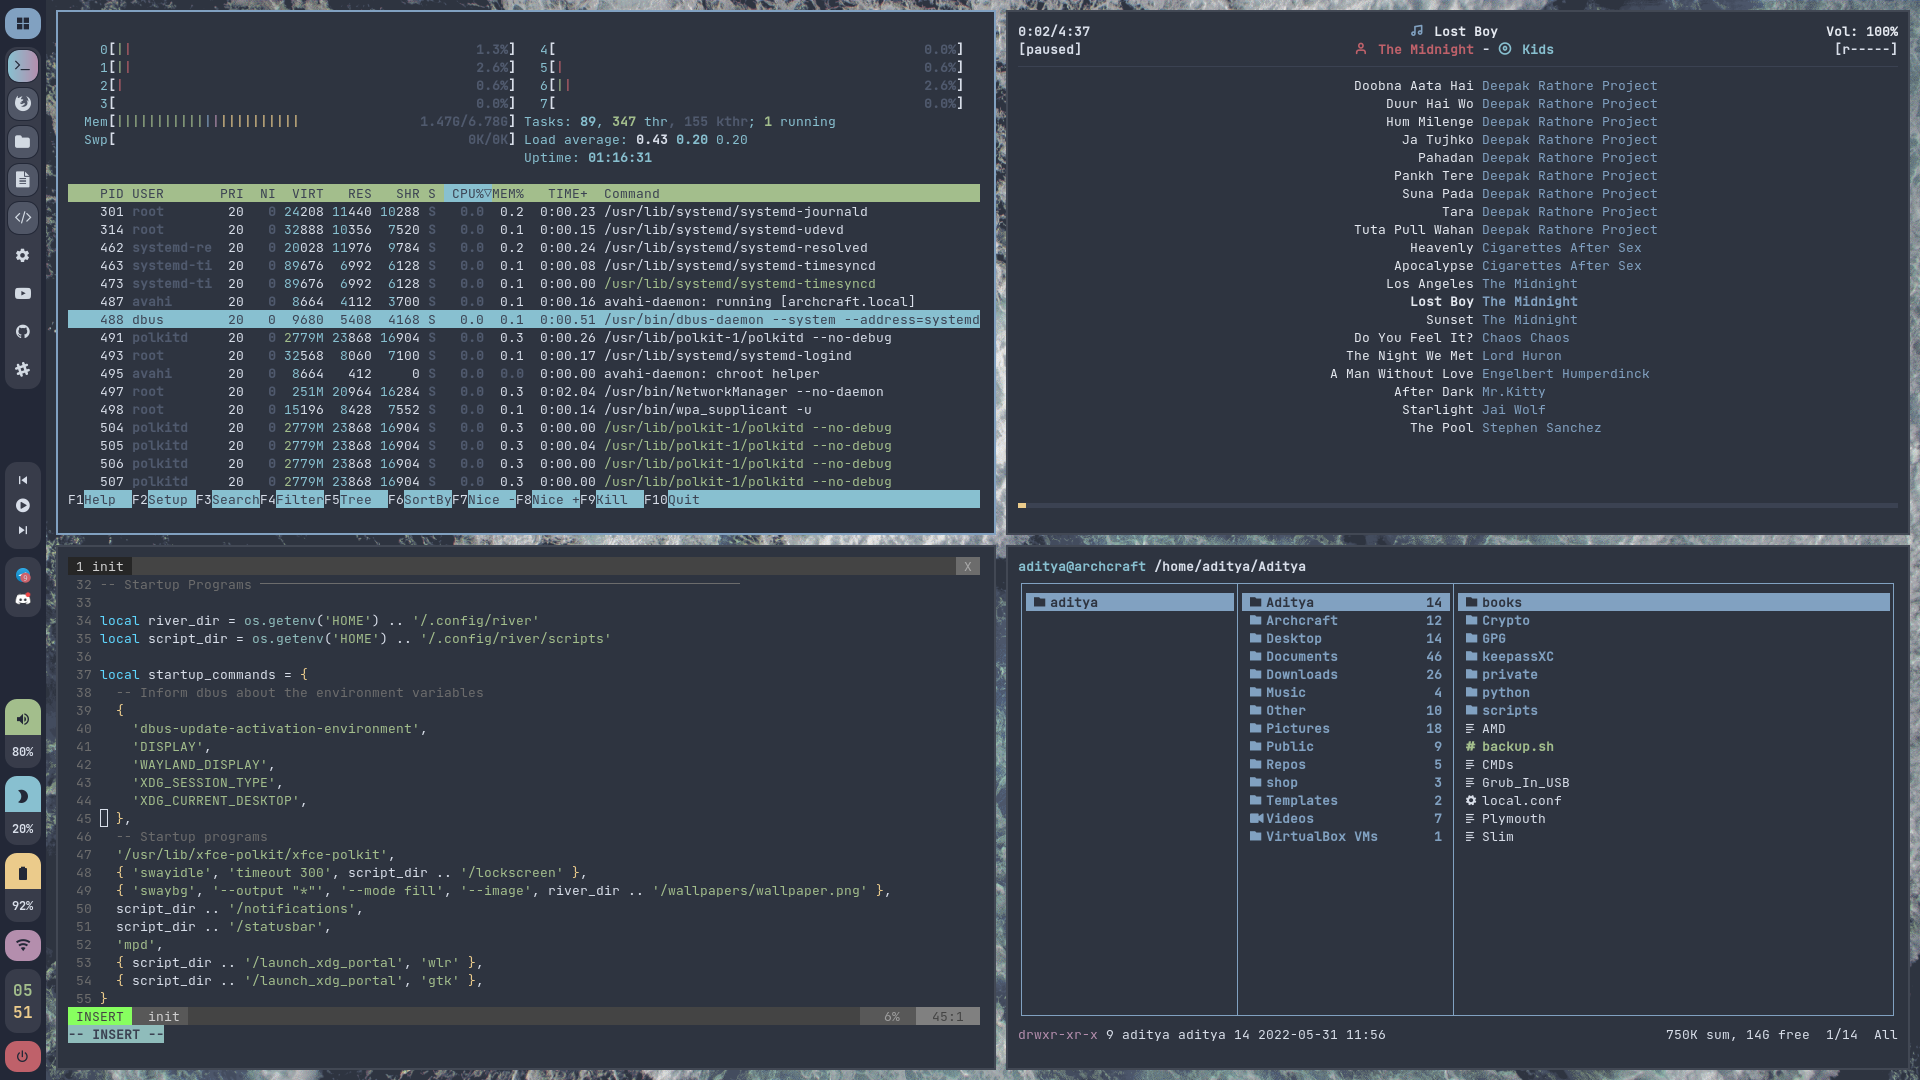 0[|| 1.3%] 4[ 0.0%]
1[|| 2.6%] 5[| 0.6%]
2[| 0.6%] 6[|| 2.6%]
3[ 0.0%] 7[ 0.0%]
Mem[||||||||||||||||||||||| 1.47G/6.78G] Tasks: 89, 347 thr, 155 kthr; 1 running
Swp[ 0K/0K] Load average: 0.43 0.20 0.20
Uptime: 01:16:31
PID USER PRI NI VIRT RES SHR S CPU%▽MEM% TIME+ Command
301 root 20 0 24208 11440 10288 S 0.0 0.2 0:00.23 /usr/lib/systemd/systemd-journald
314 root 20 0 32888 10356 7520 S 0.0 0.1 0:00.15 /usr/lib/systemd/systemd-udevd
462 systemd-re 20 0 20028 11976 9784 S 0.0 0.2 0:00.24 /usr/lib/systemd/systemd-resolved
463 systemd-ti 20 0 89676 6992 6128 S 0.0 0.1 0:00.08 /usr/lib/systemd/systemd-timesyncd
473 systemd-ti 20 0 89676 6992 6128 S 0.0 0.1 0:00.00 /usr/lib/systemd/systemd-timesyncd
487 avahi 20 0 8664 4112 3700 S 0.0 0.1 0:00.16 avahi-daemon: running [archcraft.local]
488 dbus 20 0 9680 5408 4168 S 0.0 0.1 0:00.51 /usr/bin/dbus-daemon --system --address=systemd
491 polkitd 20 0 2779M 23868 16904 S 0.0 0.3 0:00.26 /usr/lib/polkit-1/polkitd --no-debug
493 root 20 0 32568 8060 7100 S 0.0 0.1 0:00.17 /usr/lib/systemd/systemd-logind
495 avahi 20 0 8664 412 0 S 0.0 0.0 0:00.00 avahi-daemon: chroot helper
497 root 20 0 251M 20964 16284 S 0.0 0.3 0:02.04 /usr/bin/NetworkManager --no-daemon
498 root 20 0 15196 8428 7552 S 0.0 0.1 0:00.14 /usr/bin/wpa_supplicant -u
504 polkitd 20 0 2779M 23868 16904 S 0.0 0.3 0:00.00 /usr/lib/polkit-1/polkitd --no-debug
505 polkitd 20 0 2779M 23868 16904 S 0.0 0.3 0:00.04 /usr/lib/polkit-1/polkitd --no-debug
506 polkitd 20 0 2779M 23868 16904 S 0.0 0.3 0:00.00 /usr/lib/polkit-1/polkitd --no-debug
507 polkitd 20 0 2779M 23868 16904 S 0.0 0.3 0:00.00 /usr/lib/polkit-1/polkitd --no-debug
F1Help F2Setup F3SearchF4FilterF5Tree F6SortByF7Nice -F8Nice +F9Kill F10Quit
0:02/4:37 Lost Boy Vol: 100%
[paused] The Midnight - Kids [r-----]
Doobna Aata Hai Deepak Rathore Project
Duur Hai Wo Deepak Rathore Project
Hum Milenge Deepak Rathore Project
Ja Tujhko Deepak Rathore Project
Pahadan Deepak Rathore Project
Pankh Tere Deepak Rathore Project
Suna Pada Deepak Rathore Project
Tara Deepak Rathore Project
Tuta Pull Wahan Deepak Rathore Project
Heavenly Cigarettes After Sex
Apocalypse Cigarettes After Sex
Los Angeles The Midnight
Lost Boy The Midnight
Sunset The Midnight
Do You Feel It? Chaos Chaos
The Night We Met Lord Huron
A Man Without Love Engelbert Humperdinck
After Dark Mr.Kitty
Starlight Jai Wolf
The Pool Stephen Sanchez
1 init X
32 -- Startup Programs ────────────────────
33
34 local river_dir = os.getenv('HOME') .. '/.config/river'
35 local script_dir = os.getenv('HOME') .. '/.config/river/scripts'
36
37 local startup_commands = {
38 -- Inform dbus about the environment variables
39 {
40 'dbus-update-activation-environment',
41 'DISPLAY',
42 'WAYLAND_DISPLAY',
43 'XDG_SESSION_TYPE',
44 'XDG_CURRENT_DESKTOP',
45 },
46 -- Startup programs
47 '/usr/lib/xfce-polkit/xfce-polkit',
48 { 'swayidle', 'timeout 300', script_dir .. '/lockscreen' },
49 { 'swaybg', '--output "*"', '--mode fill', '--image', river_dir .. '/wallpapers/wallpaper.png' },
50 script_dir .. '/notifications',
51 script_dir .. '/statusbar',
52 'mpd',
53 { script_dir .. '/launch_xdg_portal', 'wlr' },
54 { script_dir .. '/launch_xdg_portal', 'gtk' },
55 }
INSERT init 6% 45:1
-- INSERT --
aditya@archcraft /home/aditya/Aditya
aditya
Aditya 14
Archcraft 12
Desktop 14
Documents 46
Downloads 26
Music 4
Other 10
Pictures 18
Public 9
Repos 5
shop 3
Templates 2
Videos 7
VirtualBox VMs 1
books
Crypto
GPG
keepassXC
private
python
scripts
AMD
# backup.sh
CMDs
Grub_In_USB
local.conf
Plymouth
Slim
drwxr-xr-x 9 aditya aditya 14 2022-05-31 11:56 750K sum, 14G free 1/14 All
80%
20%
92%
05
51